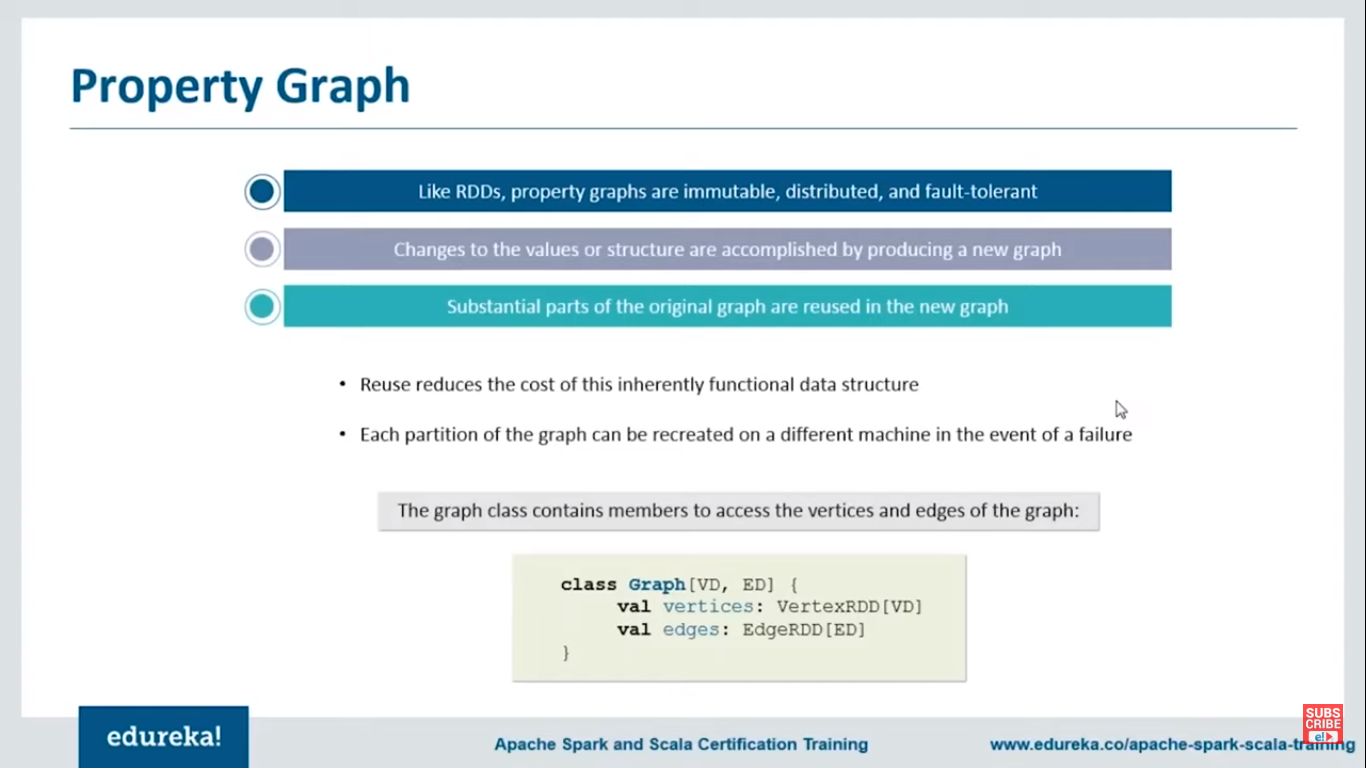 Property Graph
Like RDDs, property graphs are immutable, distributed, and fault-tolerant
Changes to the values or structure are accomplished by producing a new graph
Substantial parts of the original graph are reused in the new graph
• Reuse reduces the cost of this inherently functional data structure
• Each partition of the graph can be recreated on a different machine in the event of a failure
The graph class contains members to access the vertices and edges of the graph:
class Graph[VD, ED] {
val vertices: VertexRDD[VD]
val edges: EdgeRDD[ED]
}
edureka!
Apache Spark and Scala Certification Training
www.edureka.co/apache-spark-scala-training
SUBS
CRIBE
e!